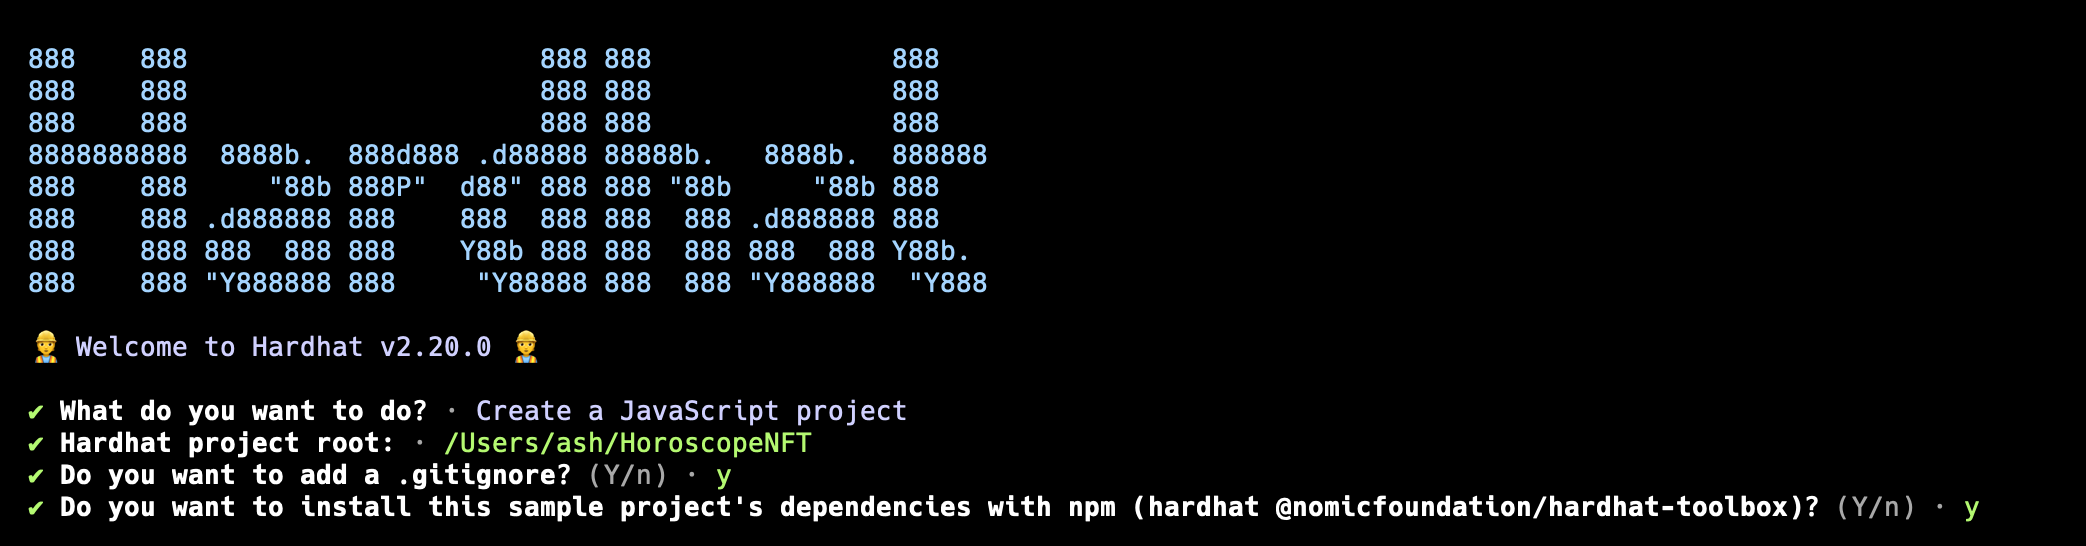 888    888                      888 888               888
888    888                      888 888               888
888    888                      888 888               888
8888888888  8888b.  888d888 .d88888 88888b.   8888b.  888888
888    888     "88b 888P"  d88" 888 888 "88b     "88b 888
888    888 .d888888 888    888  888 888  888 .d888888 888
888    888 888  888 888    Y88b 888 888  888 888  888 Y88b.
888    888 "Y888888 888     "Y88888 888  888 "Y888888  "Y888
👷 Welcome to Hardhat v2.20.0 👷
✔ What do you want to do? · Create a JavaScript project
✔ Hardhat project root: · /Users/ash/HoroscopeNFT
✔ Do you want to add a .gitignore? (Y/n) · y
✔ Do you want to install this sample project's dependencies with npm (hardhat @nomicfoundation/hardhat-toolbox)? (Y/n) · y